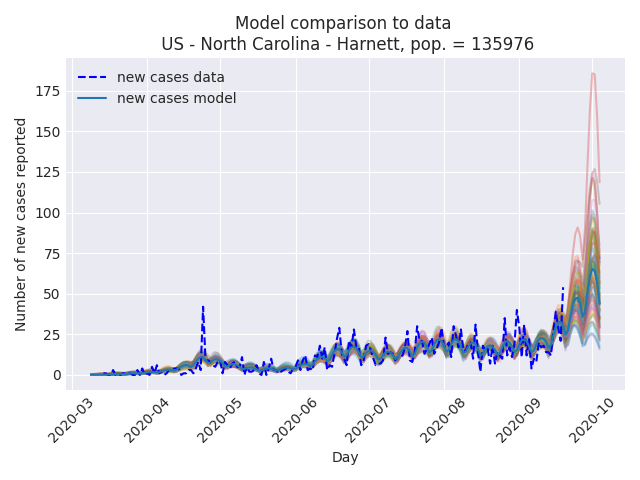 Model comparison to data
US - North Carolina - Harnett, pop. = 135976
new cases data
new cases model
Number of new cases reported
175
150
125
100
75
50
25
0
2020-03
2020-04
2020-05
2020-06
2020-07
2020-08
2020-09
2020-10
Day